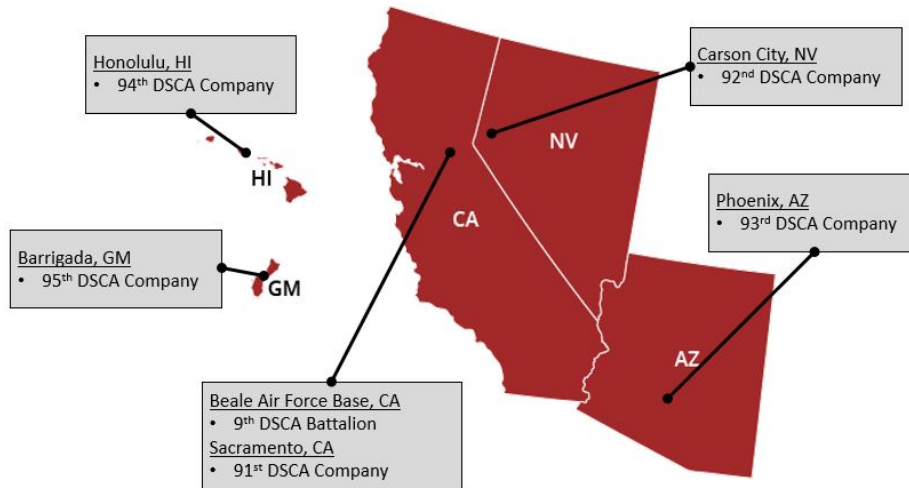 Honolulu, HI
• 94th DSCA Company
HI
Barrigada, GM
• 95th DSCA Company
GM
Carson City, NV
• 92nd DSCA Company
NV
CA
Phoenix, AZ
• 93rd DSCA Company
AZ
Beale Air Force Base, CA
• 9th DSCA Battalion
Sacramento, CA
• 91st DSCA Company